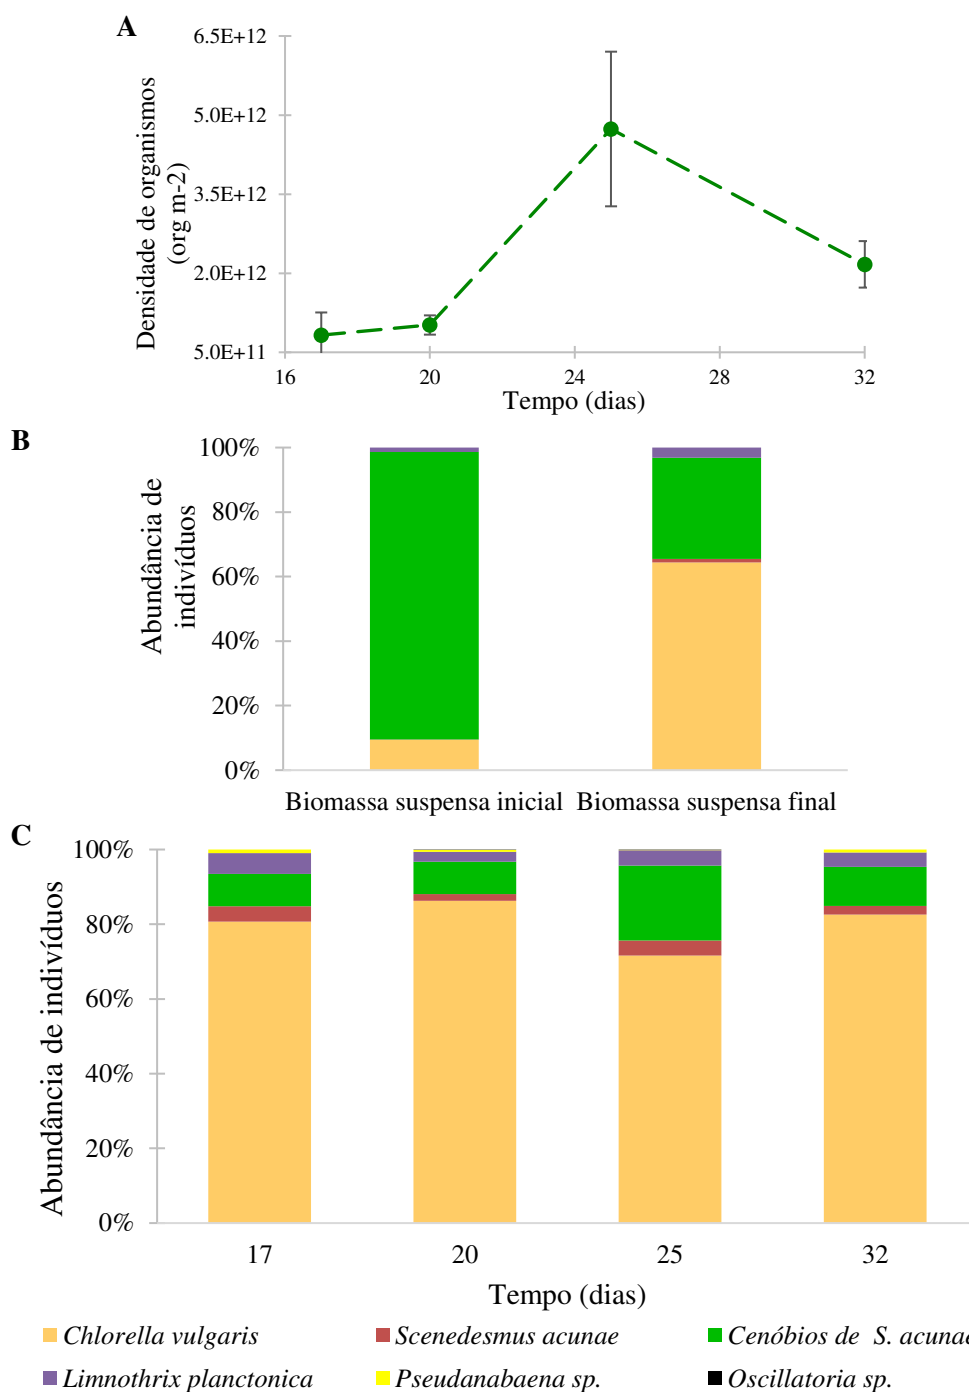 A
6.5E+12
5.0E+12
3.5E+12
2.0E+12
5.0E+11
Densidade de organismos
(org m-2)
16 20 24 28 32
Tempo (dias)
B
100%
80%
60%
40%
20%
0%
Abundância de
indivíduos
Biomassa suspensa inicial Biomassa suspensa final
C
100%
80%
60%
40%
20%
0%
Abundância de indivíduos
17 20 25 32
Tempo (dias)
Chlorella vulgaris Scenedesmus acunae Cenóbios de S. acunae
Limnothrix planctonica Pseudanabaena sp. Oscillatoria sp.